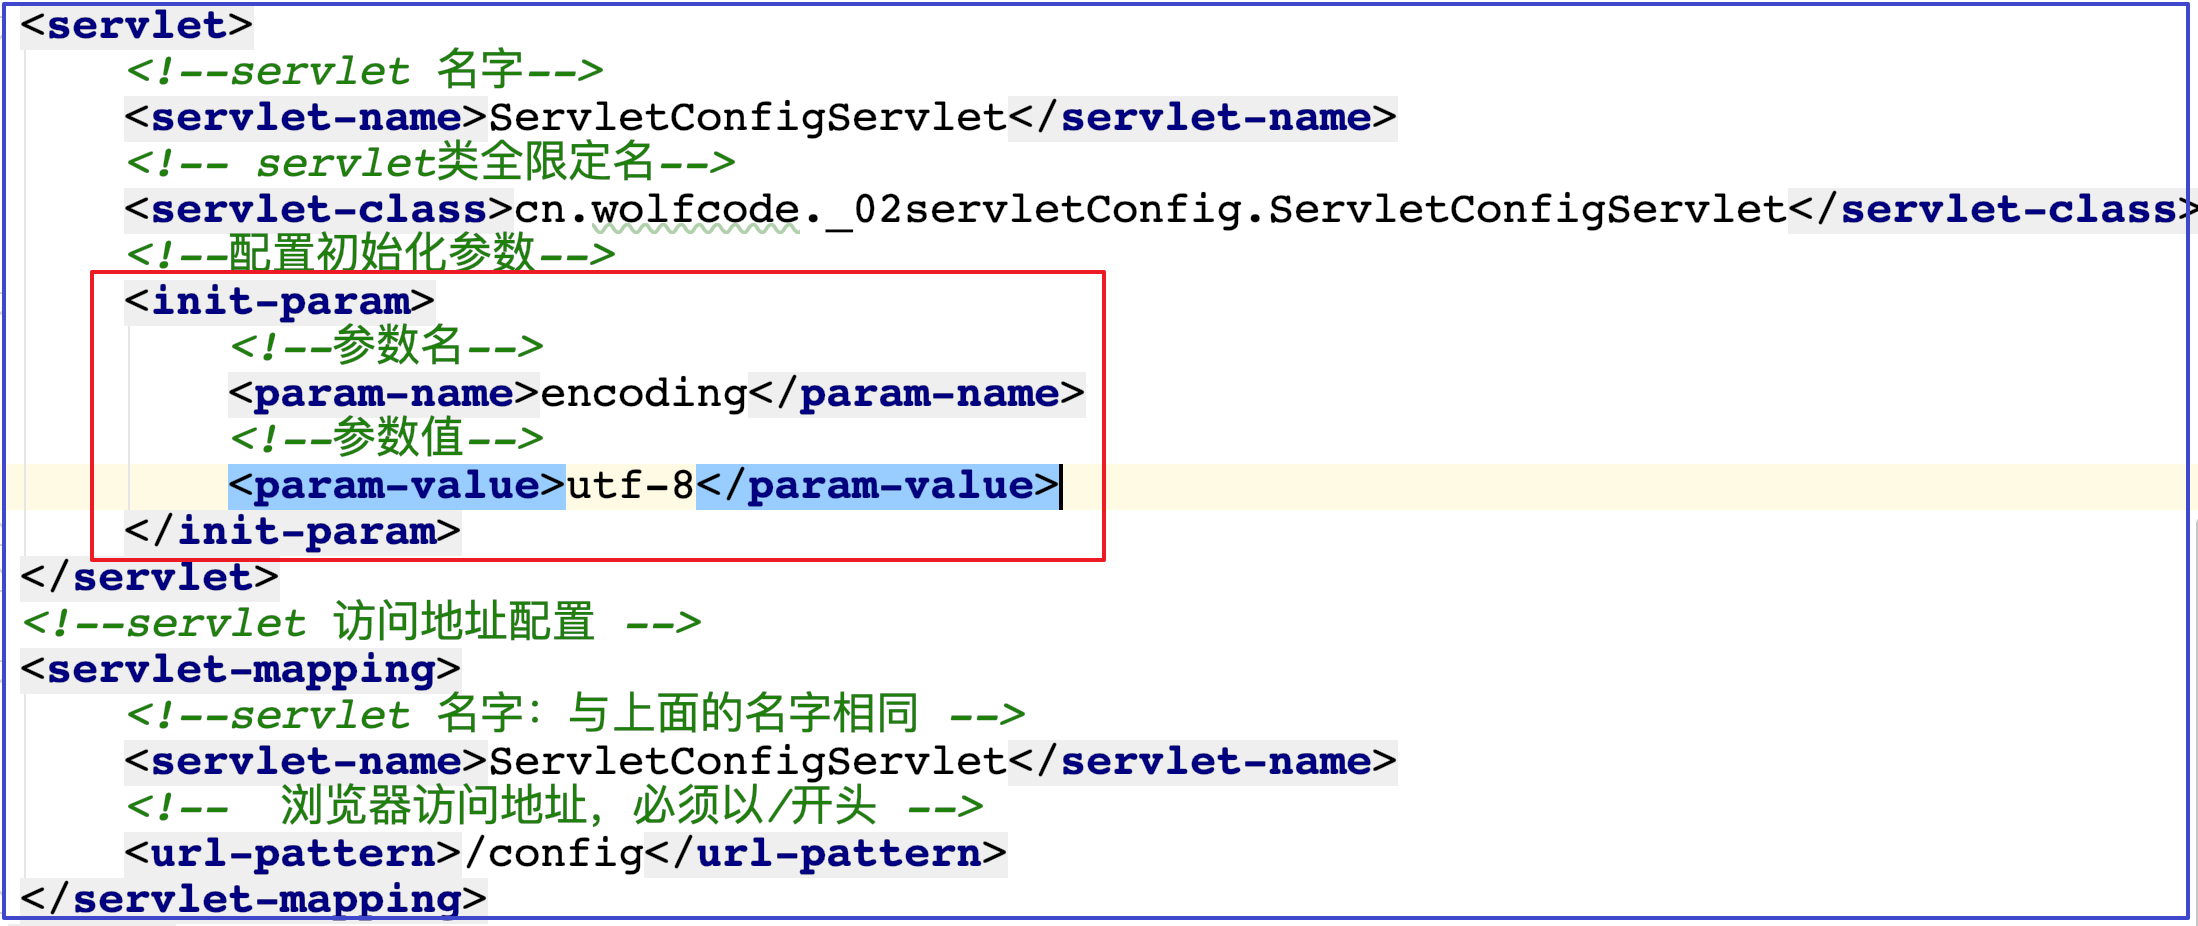 <servlet>
<!--servlet 名字-->
<servlet-name>ServletConfigServlet</servlet-name>
<!-- servlet类全限定名-->
<servlet-class>cn.wolfcode._02servletConfig.ServletConfigServlet</servlet-class>
<!--配置初始化参数-->
<init-param>
<!--参数名-->
<param-name>encoding</param-name>
<!--参数值-->
<param-value>utf-8</param-value>
</init-param>
</servlet>
<!--servlet 访问地址配置 -->
<servlet-mapping>
<!--servlet 名字：与上面的名字相同 -->
<servlet-name>ServletConfigServlet</servlet-name>
<!--  浏览器访问地址，必须以/开头 -->
<url-pattern>/config</url-pattern>
</servlet-mapping>